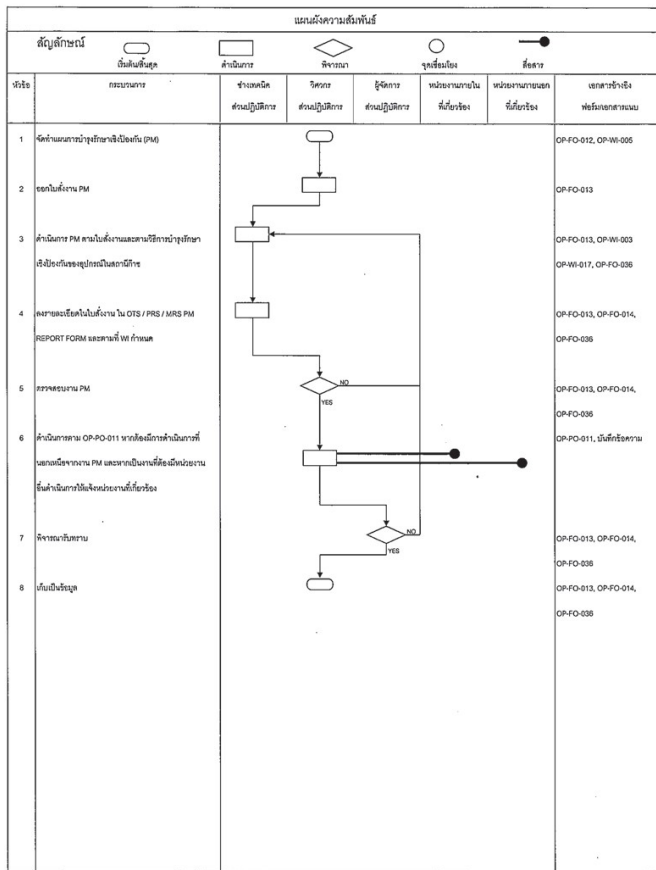 แผนผังความสัมพันธ์
สัญลักษณ์
เริ่มต้น/สิ้นสุด ดำเนินการ พิจารณา จุดเชื่อมโยง สื่อสาร
หัวข้อ กระบวนการ ช่างเทคนิค วิศวกร ผู้จัดการ หน่วยงานภายใน หน่วยงานภายนอก เอกสารอ้างอิง
ส่วนปฏิบัติการ ส่วนปฏิบัติการ ส่วนปฏิบัติการ ที่เกี่ยวข้อง ที่เกี่ยวข้อง ฟอร์มเอกสารแนบ
1 จัดทำแผนการบำรุงรักษาเชิงป้องกัน (PM) OP-FO-012, OP-WI-005
2 ออกใบสั่งงาน PM OP-FO-013
3 ดำเนินการ PM ตามใบสั่งงานและตามวิธีการบำรุงรักษา OP-FO-013, OP-WI-003
เชิงป้องกันของอุปกรณ์ในสถานีก๊าซ OP-WI-017, OP-FO-036
4 ลงรายละเอียดในใบสั่งงาน ใน OTS / PRS / MRS PM OP-FO-013, OP-FO-014,
REPORT FORM และตามที่ WI กำหนด OP-FO-036
5 ตรวจสอบงาน PM NO OP-FO-013, OP-FO-014,
YES
OP-FO-036
6 ดำเนินการตาม OP-PO-011 หากต้องมีการดำเนินการที่ OP-PO-011, บันทึกข้อความ
นอกเหนือจากงาน PM และหากเป็นงานที่ต้องมีหน่วยงาน
อื่นดำเนินการให้แจ้งหน่วยงานที่เกี่ยวข้อง
NO
7 พิจารณารับทราบ OP-FO-013, OP-FO-014,
YES
OP-FO-036
8 เก็บเป็นข้อมูล OP-FO-013, OP-FO-014,
OP-FO-036